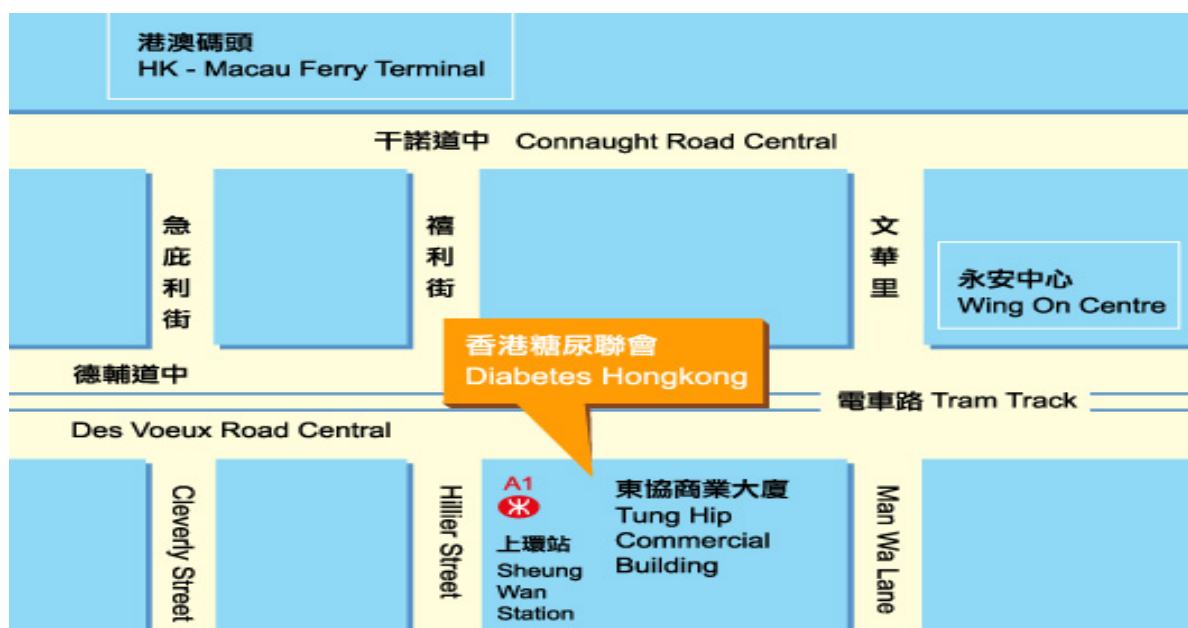 港澳碼頭
HK - Macau Ferry Terminal
干諾道中 Connaught Road Central
急庇利街
禧利街
文華里
永安中心
Wing On Centre
香港糖尿聯會
Diabetes Hongkong
德輔道中
電車路 Tram Track
Des Voeux Road Central
Cleverly Street
Hillier Street
A1
上環站
Sheung
Wan
Station
東協商業大廈
Tung Hip
Commercial
Building
Man Wa Lane